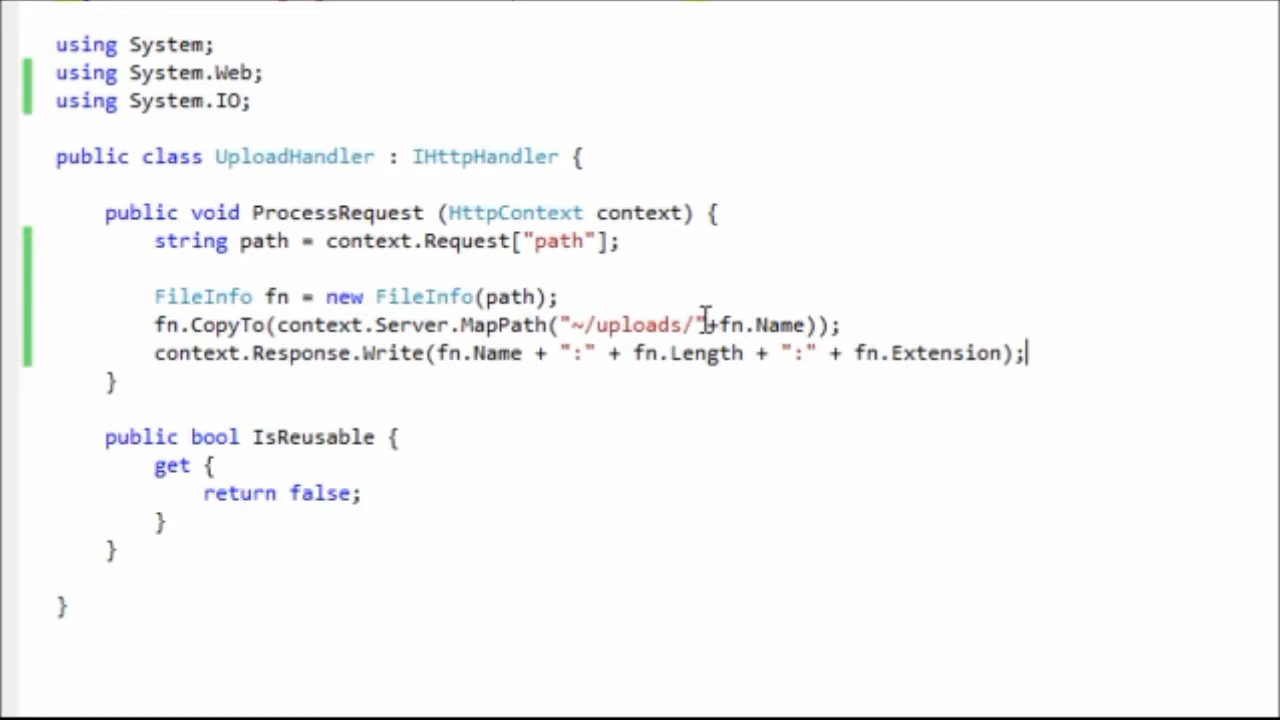 using System;
using System.Web;
using System.IO;
public class UploadHandler : IHttpHandler {
public void ProcessRequest (HttpContext context) {
string path = context.Request["path"];
FileInfo fn = new FileInfo(path);
fn.CopyTo(context.Server.MapPath("~/uploads/"+fn.Name));
context.Response.Write(fn.Name + ":" + fn.Length + ":" + fn.Extension);
}
public bool IsReusable {
get {
return false;
}
}
}